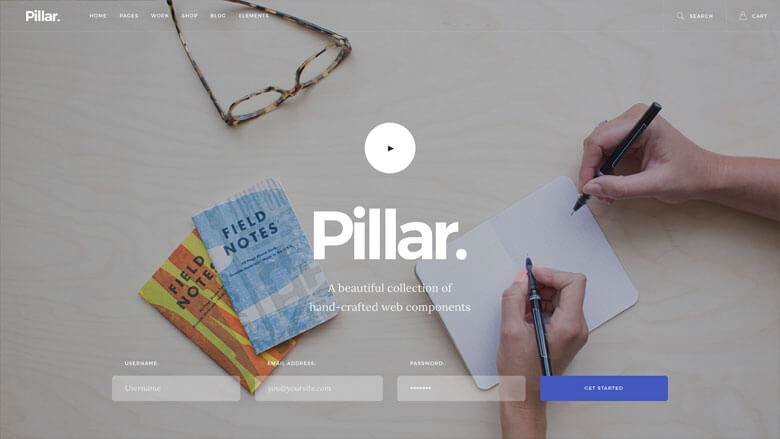 Pillar.
HOME PAGES WORK SHOP BLOG ELEMENTS
SEARCH CART
FIELD
NOTES
FIELD
NOTES
Pillar.
A beautiful collection of
hand-crafted web components
USERNAME: EMAIL ADDRESS: PASSWORD:
Username you@yoursite.com ••••••• GET STARTED